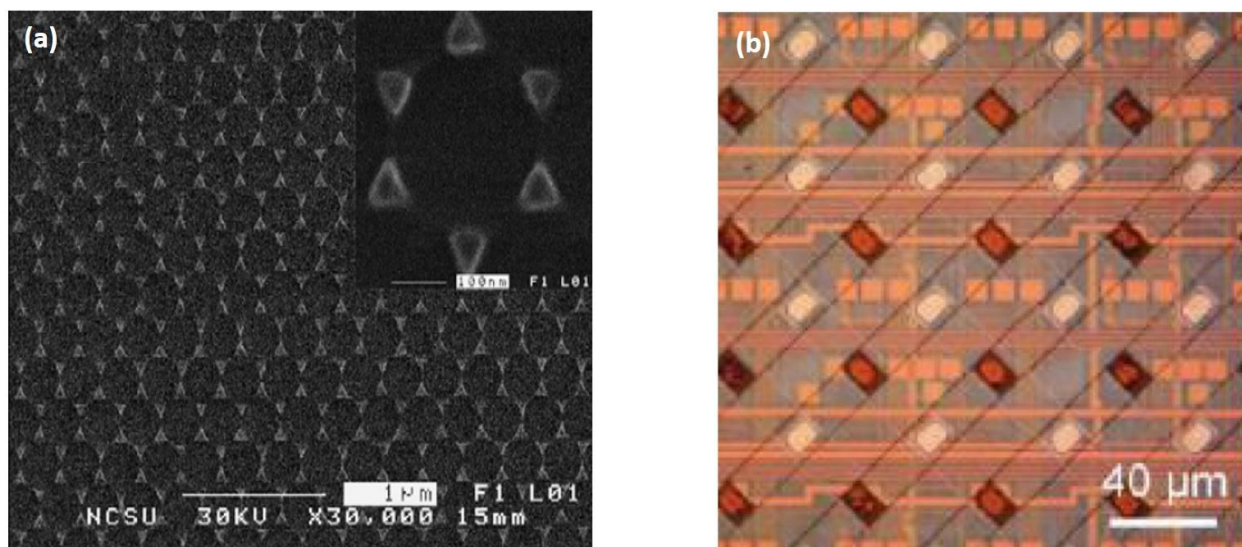 (a)
100nm F1 L01
1μm F1 L01
NCSU 30KV X30,000 15mm
(b)
40 μm